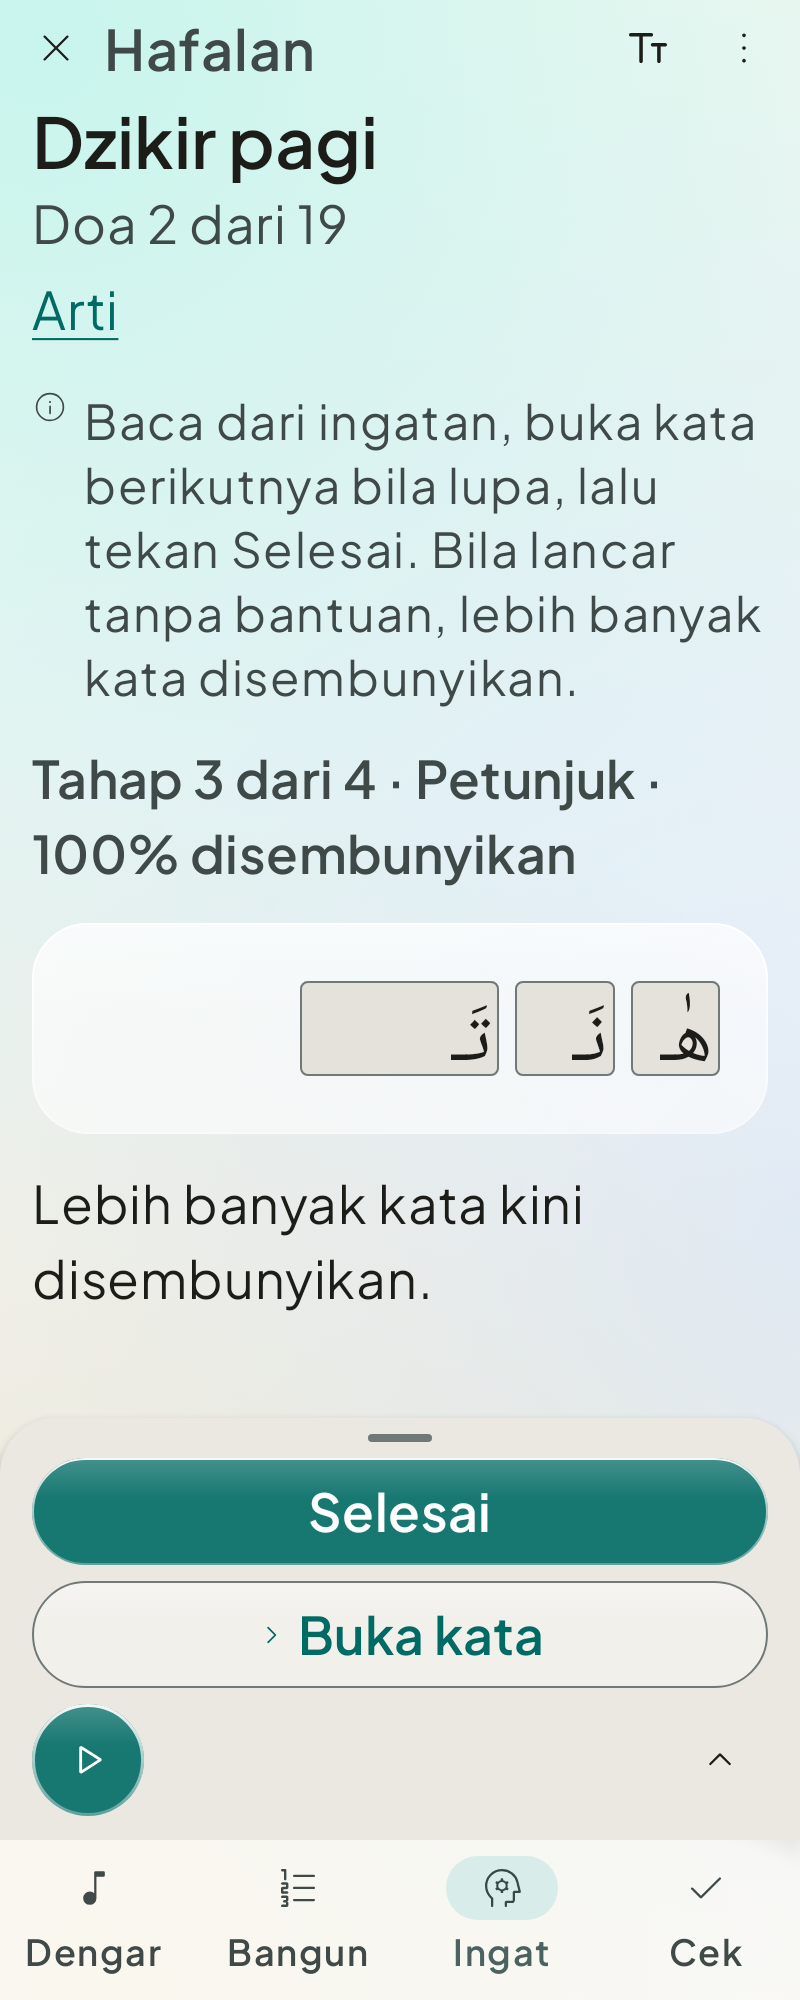 Hafalan
Tт
Dzikir pagi
Doa 2 dari 19
Arti
Baca dari ingatan, buka kata
berikutnya bila lupa, lalu
tekan Selesai. Bila lancar
tanpa bantuan, lebih banyak
kata disembunyikan.
Tahap 3 dari 4 · Petunjuk ·
100% disembunyikan
هٰـ نَـ تَـ
Lebih banyak kata kini
disembunyikan.
Selesai
Buka kata
Dengar Bangun Ingat Cek